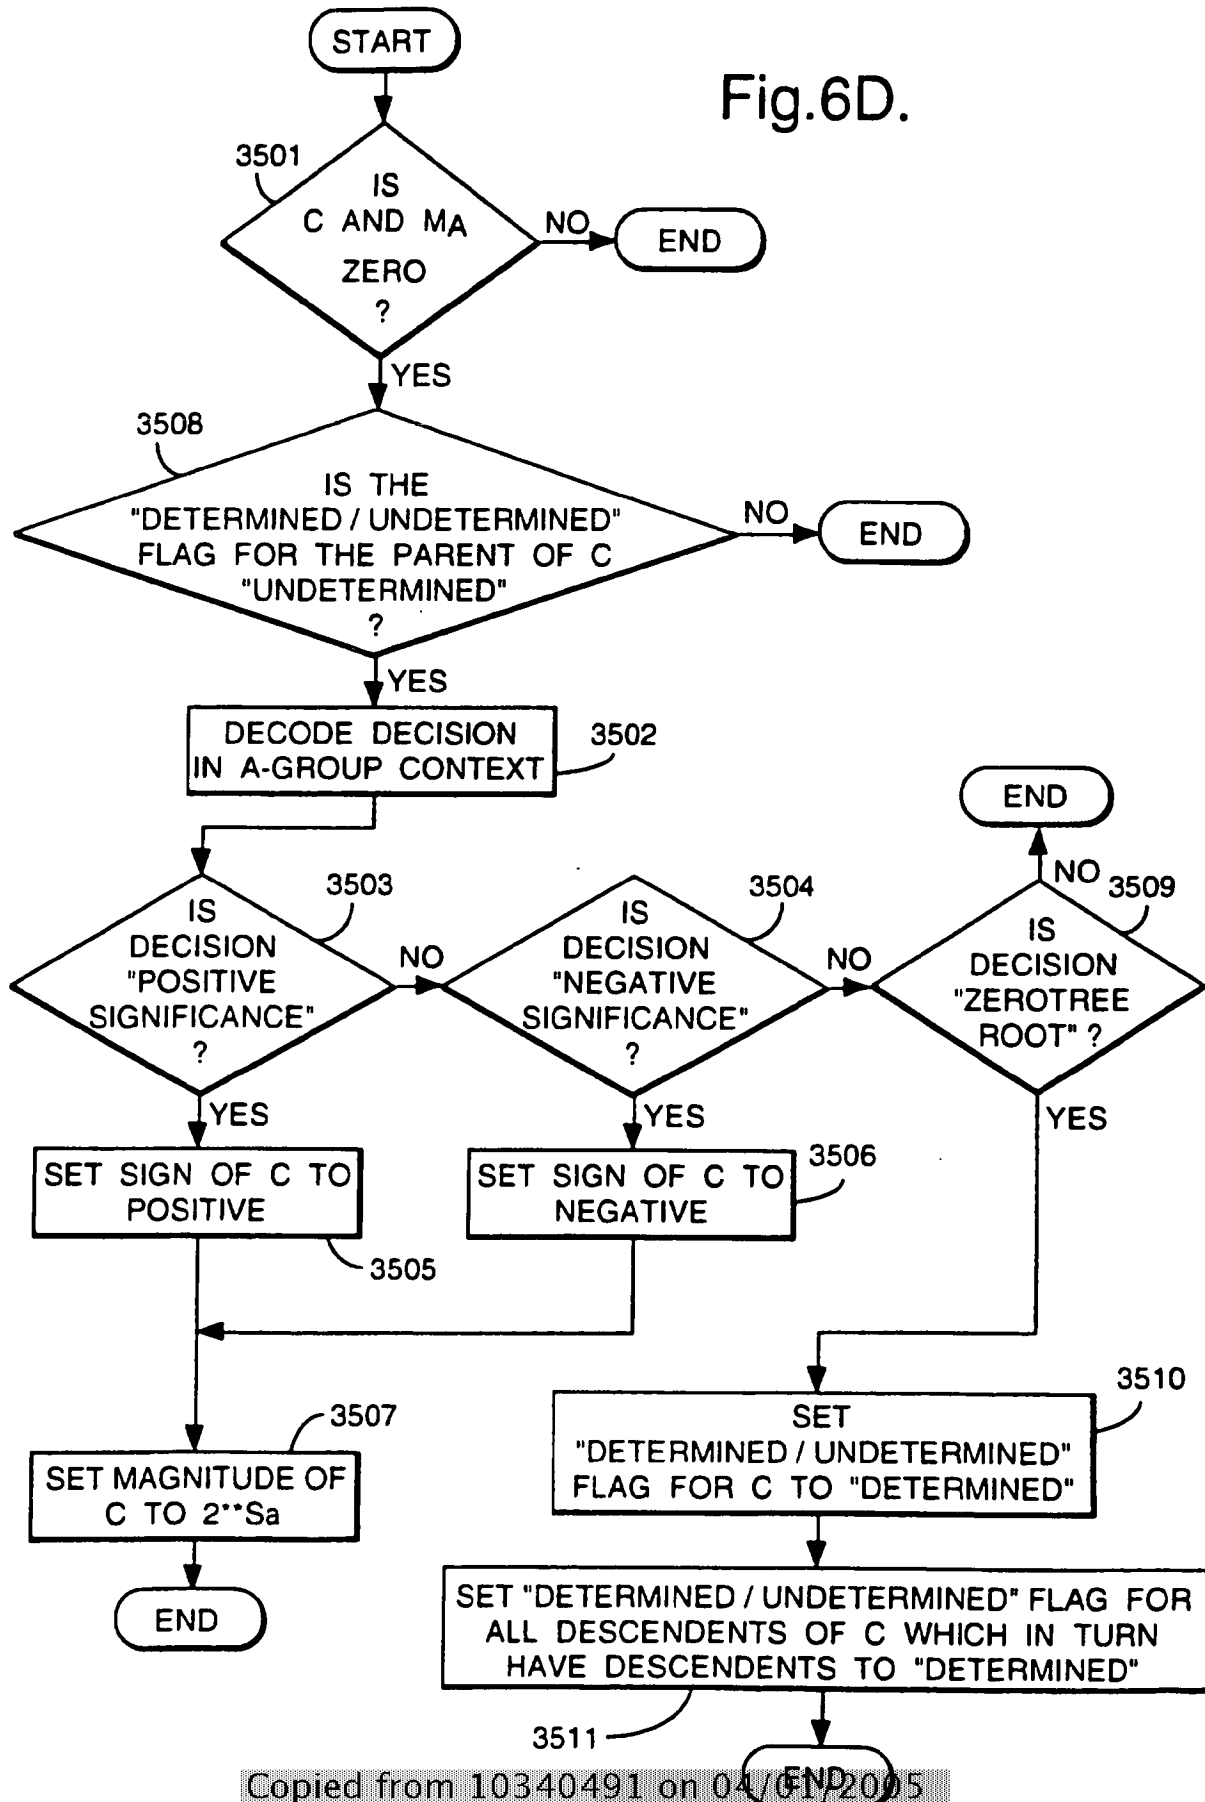 START
Fig.6D.
3501
IS
C AND MA
ZERO
?
NO
END
YES
3508
IS THE
"DETERMINED / UNDETERMINED"
FLAG FOR THE PARENT OF C
"UNDETERMINED"
?
NO
END
YES
DECODE DECISION
IN A-GROUP CONTEXT
3502
END
NO
3503
IS
DECISION
"POSITIVE
SIGNIFICANCE"
?
NO
3504
IS
DECISION
"NEGATIVE
SIGNIFICANCE"
?
NO
3509
IS
DECISION
"ZEROTREE
ROOT" ?
YES
YES
YES
SET SIGN OF C TO
POSITIVE
3505
SET SIGN OF C TO
NEGATIVE
3506
3507
SET MAGNITUDE OF
C TO 2**Sa
END
3510
SET
"DETERMINED / UNDETERMINED"
FLAG FOR C TO "DETERMINED"
SET "DETERMINED / UNDETERMINED" FLAG FOR
ALL DESCENDENTS OF C WHICH IN TURN
HAVE DESCENDENTS TO "DETERMINED"
3511
END
Copied from 10340491 on 04/01/2005